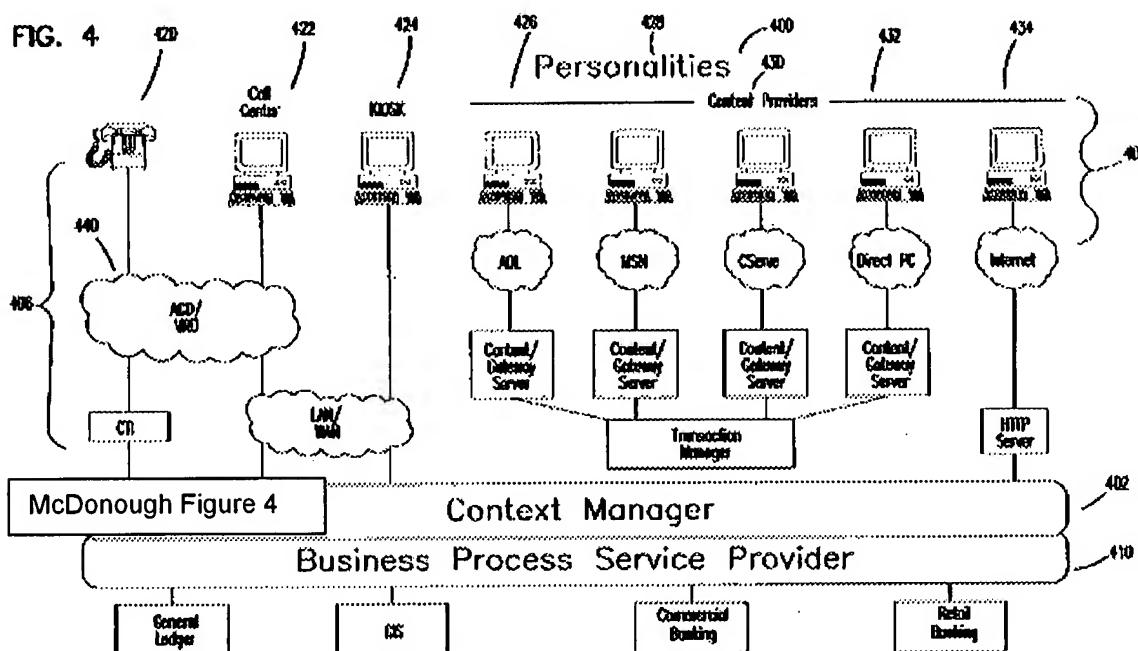 FIG. 4
420
422
424
426
428
400
432
434
Personalities
430
Content Providers
Call
Center
KIOSK
440
406
ACD/
VRU
AOL
MSN
CServe
Direct PC
Internet
Content/
Gateway
Server
Content/
Gateway
Server
Content/
Gateway
Server
Content/
Gateway
Server
LAN/
WAN
CTI
Transaction
Manager
HTTP
Server
McDonough Figure 4
Context Manager
402
Business Process Service Provider
410
General
Ledger
CIS
Commercial
Banking
Retail
Banking